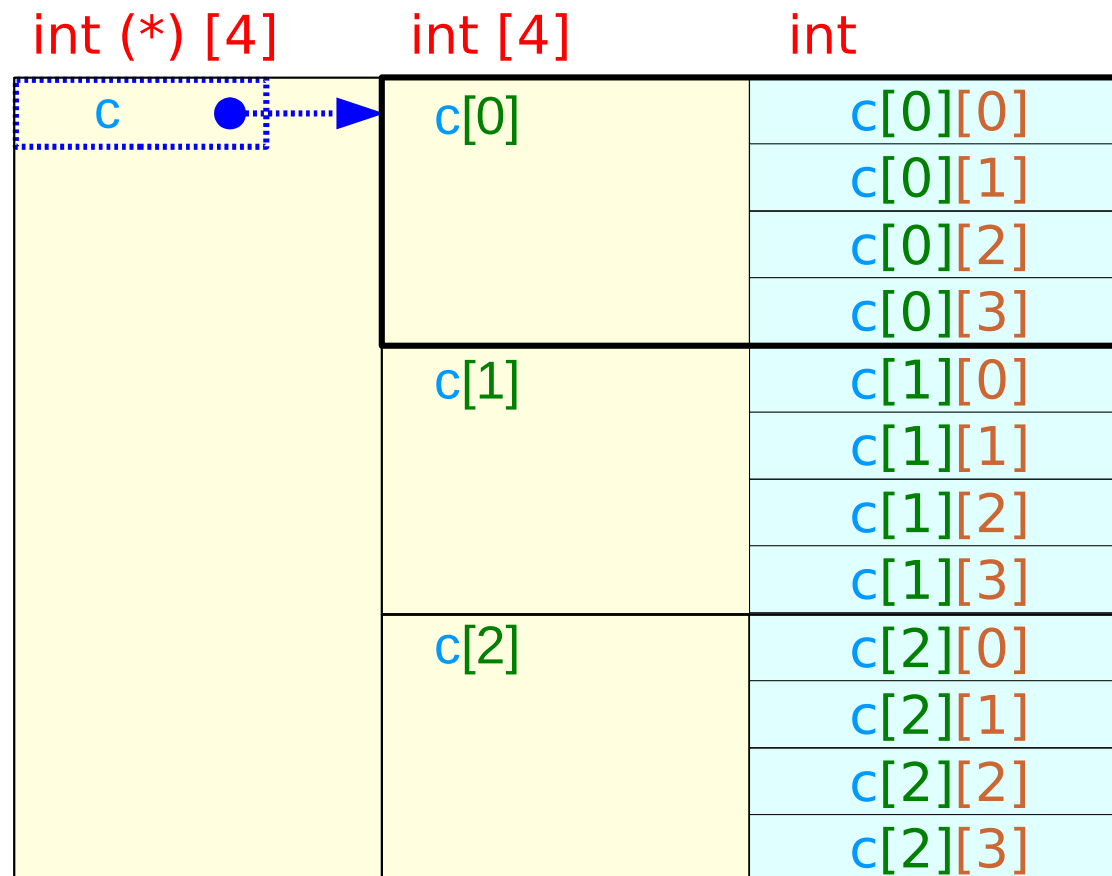 int (*) [4] int [4] int
c c[0] c[0][0]
c[0][1]
c[0][2]
c[0][3]
c[1] c[1][0]
c[1][1]
c[1][2]
c[1][3]
c[2] c[2][0]
c[2][1]
c[2][2]
c[2][3]